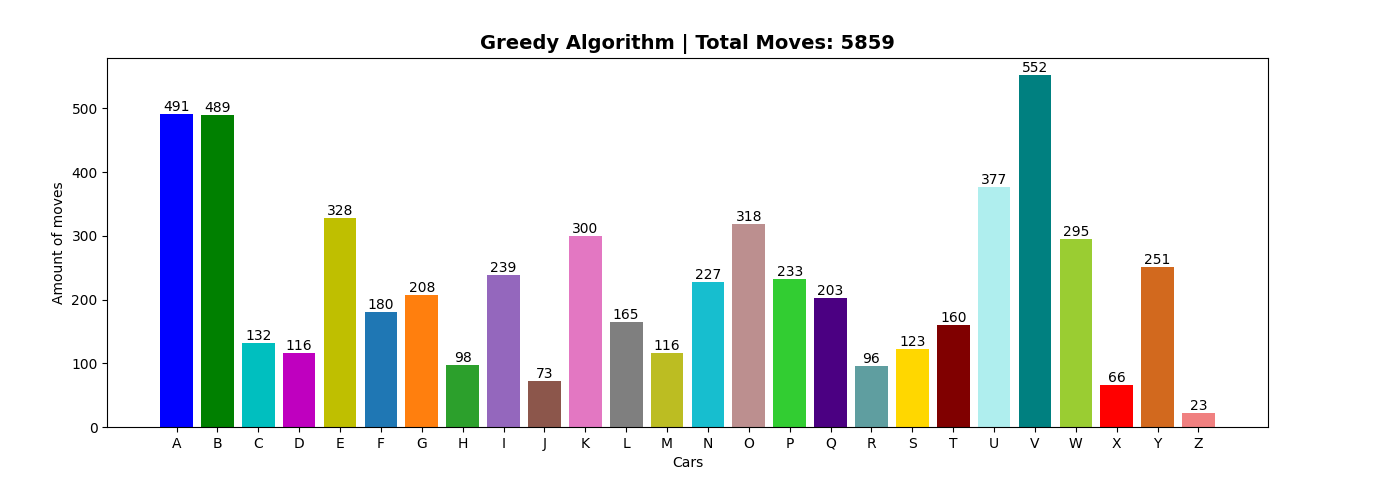 Greedy Algorithm | Total Moves: 5859
Amount of moves
500
400
300
200
100
0
491 489 132 116 328 180 208 98 239 73 300 165 116 227 318 233 203 96 123 160 377 552 295 66 251 23
A B C D E F G H I J K L M N O P Q R S T U V W X Y Z
Cars